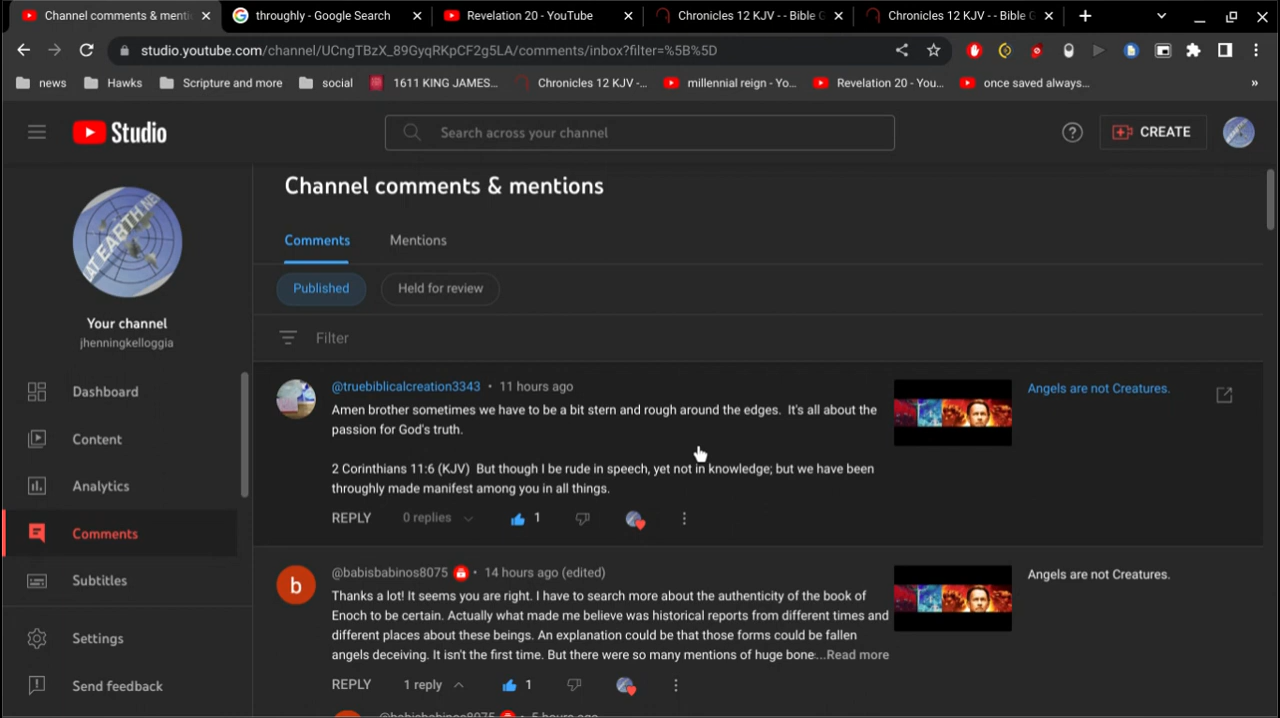 Channel comments & menti
throughly - Google Search
Revelation 20 - YouTube
Chronicles 12 KJV - - Bible G
Chronicles 12 KJV - - Bible G
studio.youtube.com/channel/UCngTBzX_89GyqRKpCF2g5LA/comments/inbox?filter=%5B%5D
news
Hawks
Scripture and more
social
1611 KING JAMES...
Chronicles 12 KJV -...
millennial reign - Yo...
Revelation 20 - You...
once saved always...
»
Studio
Search across your channel
CREATE
AT EARTH NE
Your channel
jhenningkelloggia
Dashboard
Content
Analytics
Comments
Subtitles
Settings
Send feedback
Channel comments & mentions
Comments
Mentions
Published
Held for review
Filter
@truebiblicalcreation3343 • 11 hours ago
Amen brother sometimes we have to be a bit stern and rough around the edges. It's all about the
passion for God's truth.
2 Corinthians 11:6 (KJV) But though I be rude in speech, yet not in knowledge; but we have been
throughly made manifest among you in all things.
REPLY
0 replies
1
Angels are not Creatures.
b
@babisbabinos8075 • 14 hours ago (edited)
Thanks a lot! It seems you are right. I have to search more about the authenticity of the book of
Enoch to be certain. Actually what made me believe was historical reports from different times and
different places about these beings. An explanation could be that those forms could be fallen
angels deceiving. It isn't the first time. But there were so many mentions of huge bone...Read more
REPLY
1 reply
1
Angels are not Creatures.
@babisbabinos8075 • 5 hours ago